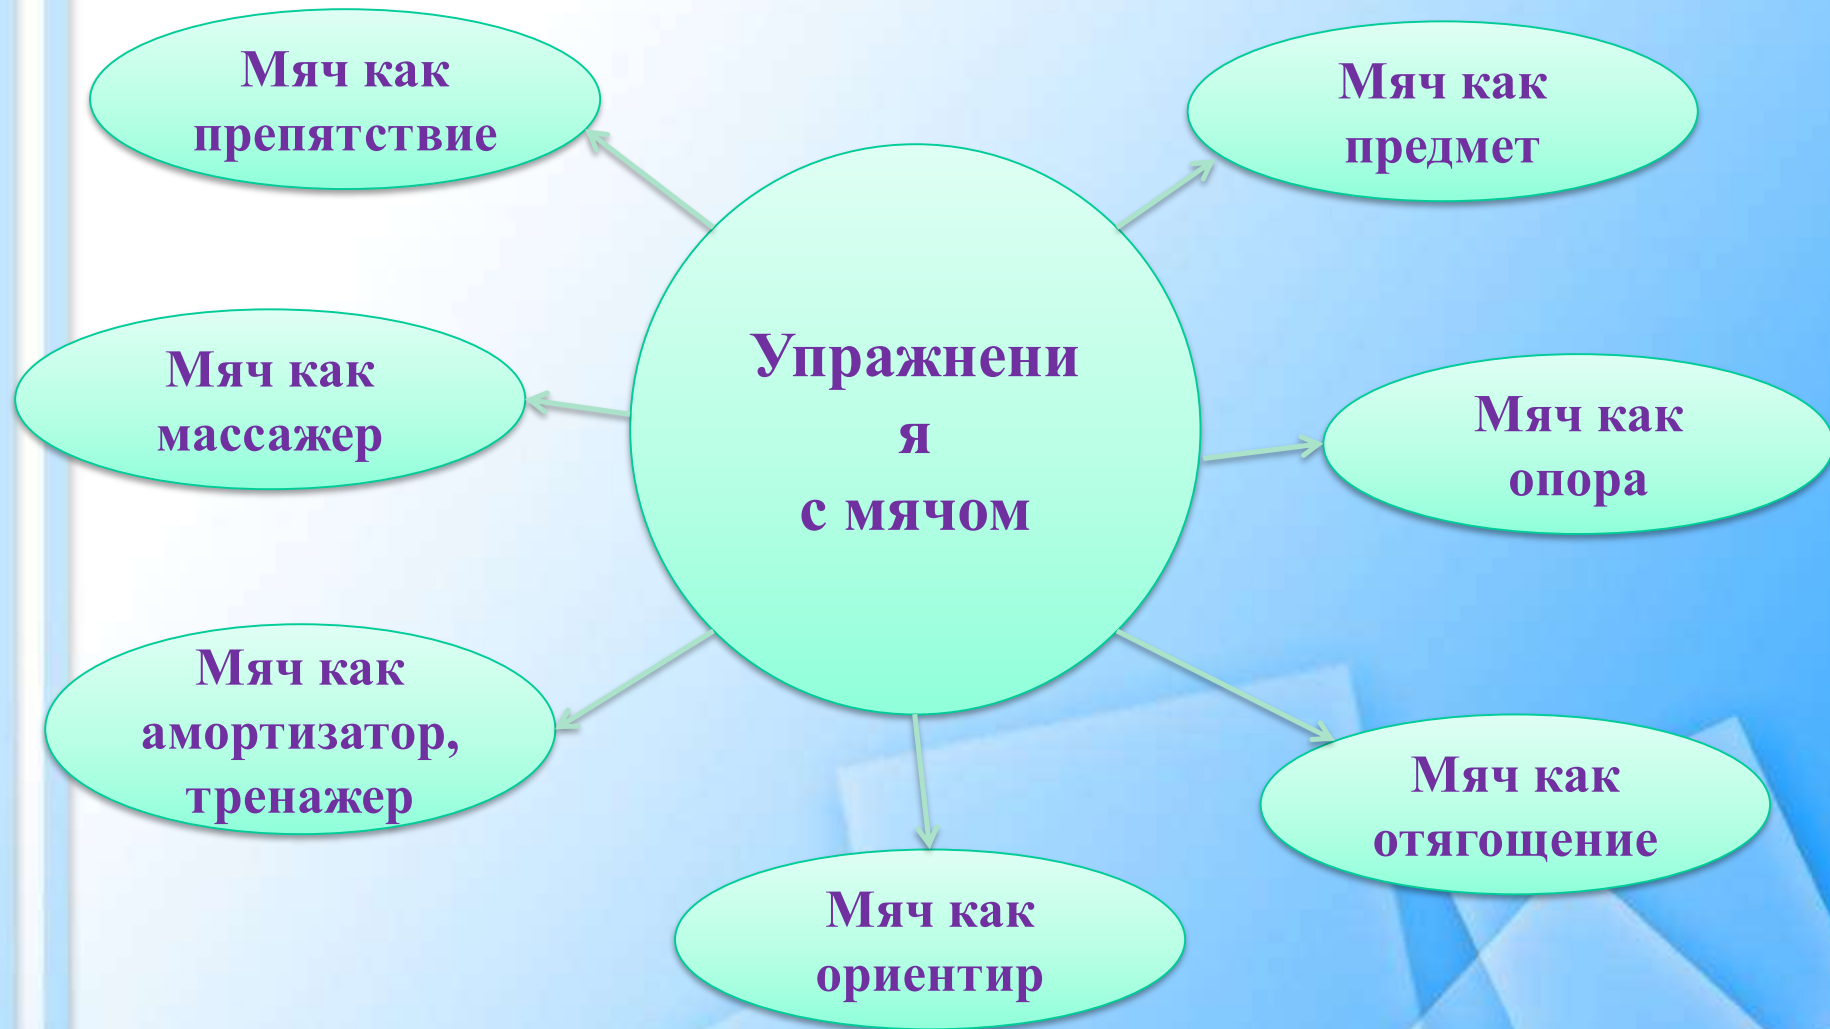 Мяч как
препятствие
Мяч как
предмет
Упражнени
я
с мячом
Мяч как
массажер
Мяч как
опора
Мяч как
амортизатор,
тренажер
Мяч как
отягощение
Мяч как
ориентир